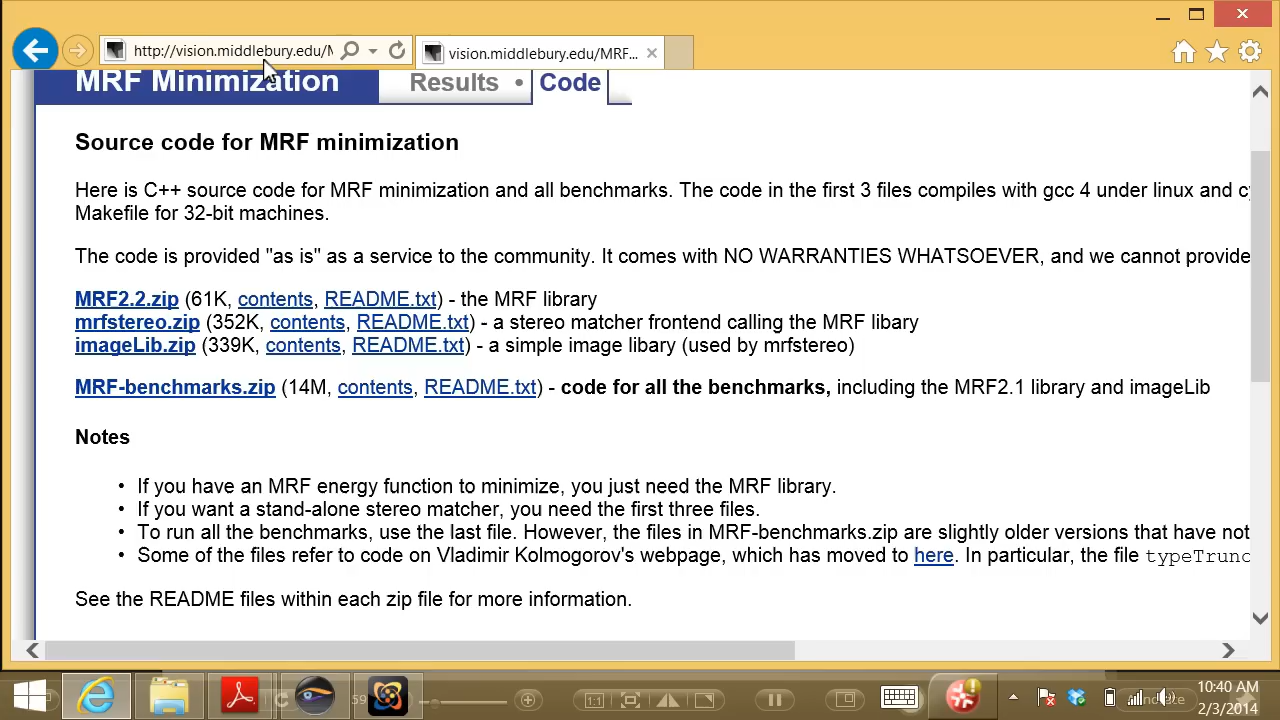 http://vision.middlebury.edu/M
vision.middlebury.edu/MRF...
MRF Minimization
Results • Code
Source code for MRF minimization
Here is C++ source code for MRF minimization and all benchmarks. The code in the first 3 files compiles with gcc 4 under linux and cy
Makefile for 32-bit machines.
The code is provided "as is" as a service to the community. It comes with NO WARRANTIES WHATSOEVER, and we cannot provide
MRF2.2.zip (61K, contents, README.txt) - the MRF library
mrfstereo.zip (352K, contents, README.txt) - a stereo matcher frontend calling the MRF libary
imageLib.zip (339K, contents, README.txt) - a simple image libary (used by mrfstereo)
MRF-benchmarks.zip (14M, contents, README.txt) - code for all the benchmarks, including the MRF2.1 library and imageLib
Notes
• If you have an MRF energy function to minimize, you just need the MRF library.
• If you want a stand-alone stereo matcher, you need the first three files.
• To run all the benchmarks, use the last file. However, the files in MRF-benchmarks.zip are slightly older versions that have not
• Some of the files refer to code on Vladimir Kolmogorov's webpage, which has moved to here. In particular, the file typeTrunc
See the README files within each zip file for more information.
59
1:1
10:40 AM
2/3/2014